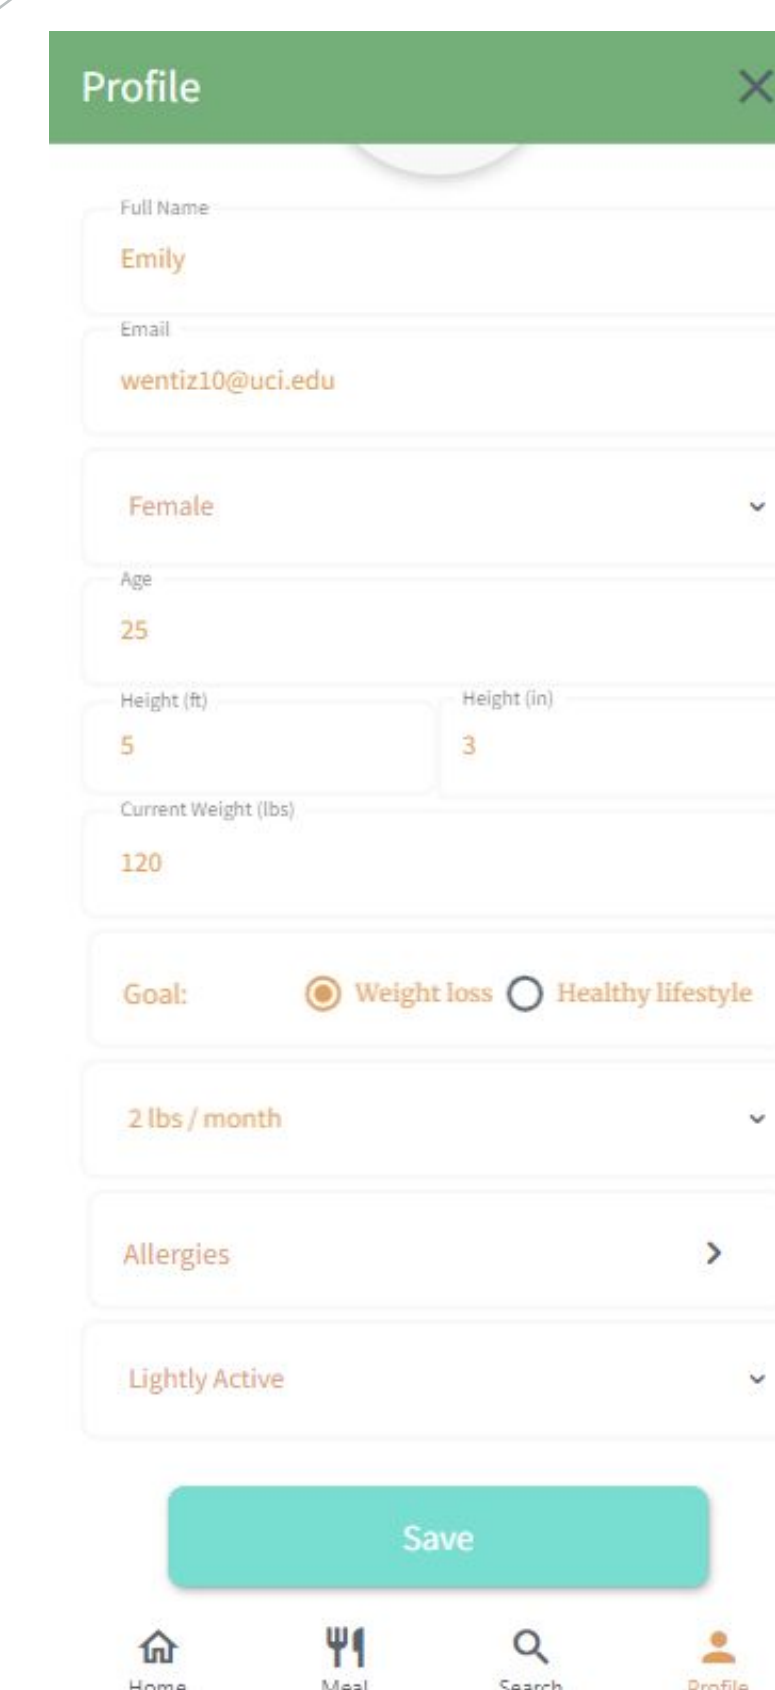 Profile
Full Name
Emily
Email
wentiz10@uci.edu
Female
Age
25
Height (ft) Height (in)
5 3
Current Weight (lbs)
120
Goal: Weight loss Healthy lifestyle
2 lbs / month
Allergies
Lightly Active
Save
Home Meal Search Profile